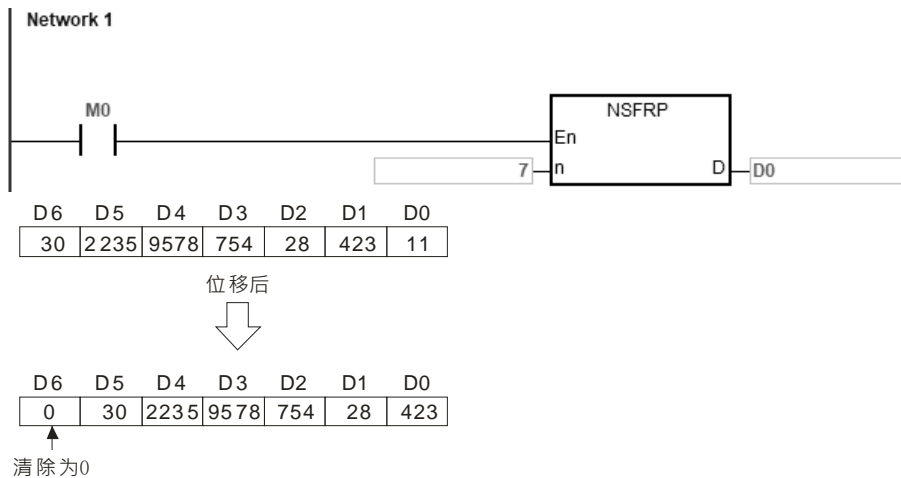 Network 1
M0
NSFRP
En
7 n D D0
D6 D5 D4 D3 D2 D1 D0
30 2235 9578 754 28 423 11
位移后
D6 D5 D4 D3 D2 D1 D0
0 30 2235 9578 754 28 423
清除为0